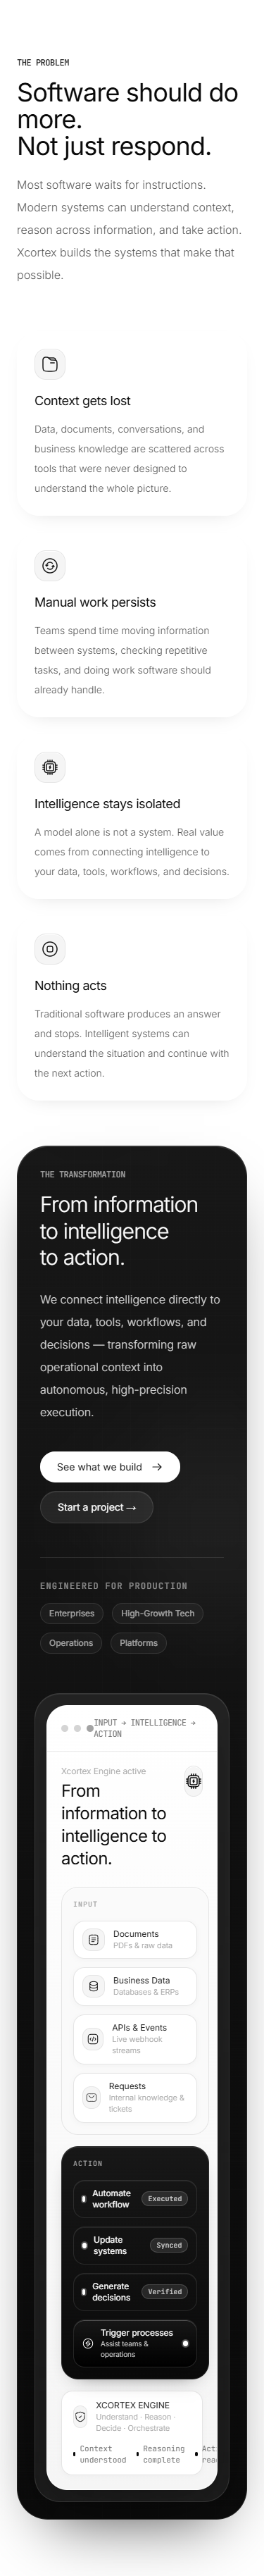 THE PROBLEM
Software should do
more.
Not just respond.
Most software waits for instructions.
Modern systems can understand context,
reason across information, and take action.
Xcortex builds the systems that make that
possible.
Context gets lost
Data, documents, conversations, and
business knowledge are scattered across
tools that were never designed to
understand the whole picture.
Manual work persists
Teams spend time moving information
between systems, checking repetitive
tasks, and doing work software should
already handle.
Intelligence stays isolated
A model alone is not a system. Real value
comes from connecting intelligence to
your data, tools, workflows, and decisions.
Nothing acts
Traditional software produces an answer
and stops. Intelligent systems can
understand the situation and continue with
the next action.
THE TRANSFORMATION
From information
to intelligence
to action.
We connect intelligence directly to
your data, tools, workflows, and
decisions — transforming raw
operational context into
autonomous, high-precision
execution.
See what we build →
Start a project →
ENGINEERED FOR PRODUCTION
Enterprises
High-Growth Tech
Operations
Platforms
INPUT → INTELLIGENCE →
ACTION
Xcortex Engine active
From
information to
intelligence to
action.
INPUT
Documents
PDFs & raw data
Business Data
Databases & ERPs
APIs & Events
Live webhook
streams
Requests
Internal knowledge &
tickets
ACTION
Automate
workflow
Executed
Update
systems
Synced
Generate
decisions
Verified
Trigger processes
Assist teams &
operations
XCORTEX ENGINE
Understand · Reason ·
Decide · Orchestrate
Context
understood
Reasoning
complete